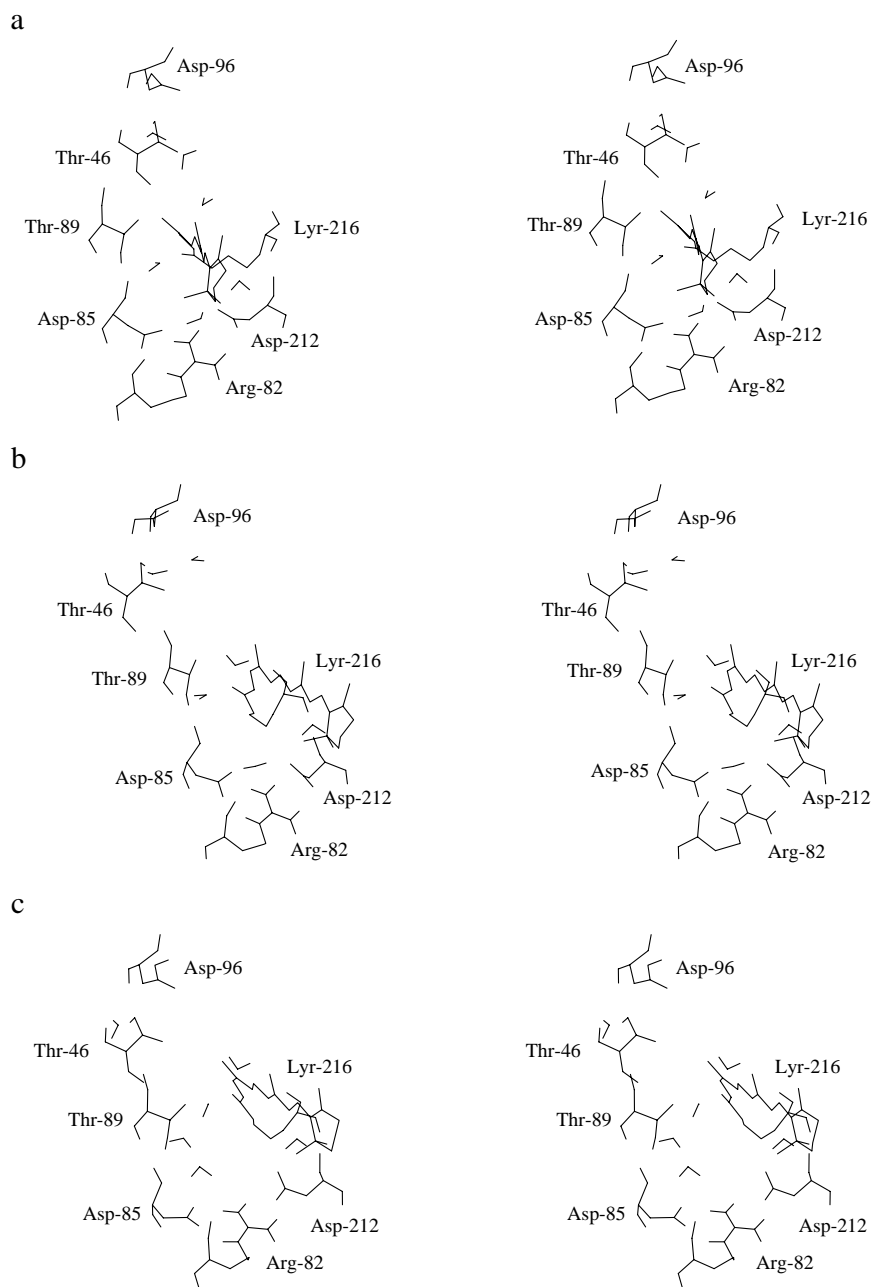 a
Asp-96 Asp-96
Thr-46 Thr-46
Thr-89 Lyr-216 Thr-89 Lyr-216
Asp-85 Asp-85
Asp-212 Asp-212
Arg-82 Arg-82
b
Asp-96 Asp-96
Thr-46 Thr-46
Lyr-216 Lyr-216
Thr-89 Thr-89
Asp-85 Asp-85
Asp-212 Asp-212
Arg-82 Arg-82
c
Asp-96 Asp-96
Thr-46 Thr-46
Lyr-216 Lyr-216
Thr-89 Thr-89
Asp-85 Asp-85
Asp-212 Asp-212
Arg-82 Arg-82